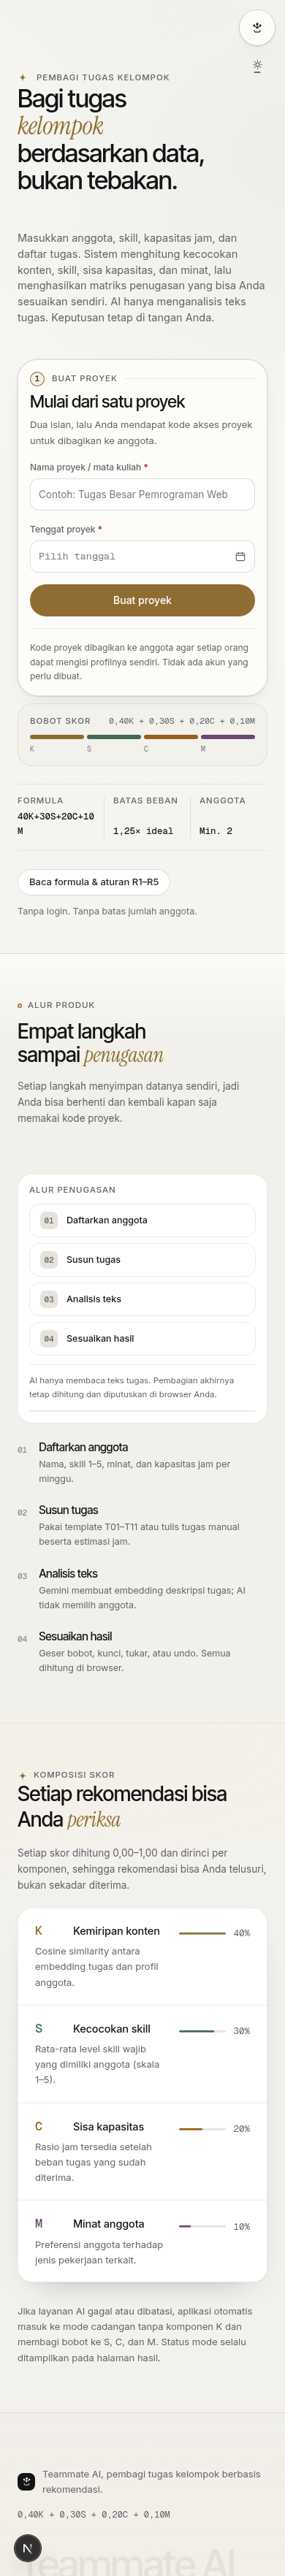 PEMBAGI TUGAS KELOMPOK
Bagi tugas
kelompok
berdasarkan data,
bukan tebakan.
Masukkan anggota, skill, kapasitas jam, dan
daftar tugas. Sistem menghitung kecocokan
konten, skill, sisa kapasitas, dan minat, lalu
menghasilkan matriks penugasan yang bisa Anda
sesuaikan sendiri. AI hanya menganalisis teks
tugas. Keputusan tetap di tangan Anda.
1 BUAT PROYEK
Mulai dari satu proyek
Dua isian, lalu Anda mendapat kode akses proyek
untuk dibagikan ke anggota.
Nama proyek / mata kuliah *
Contoh: Tugas Besar Pemrograman Web
Tenggat proyek *
Pilih tanggal
Buat proyek
Kode proyek dibagikan ke anggota agar setiap orang
dapat mengisi profilnya sendiri. Tidak ada akun yang
perlu dibuat.
BOBOT SKOR 0,40K + 0,30S + 0,20C + 0,10M
K S C M
FORMULA BATAS BEBAN ANGGOTA
40K+30S+20C+10
M 1,25× ideal Min. 2
Baca formula & aturan R1–R5
Tanpa login. Tanpa batas jumlah anggota.
ALUR PRODUK
Empat langkah
sampai penugasan
Setiap langkah menyimpan datanya sendiri, jadi
Anda bisa berhenti dan kembali kapan saja
memakai kode proyek.
ALUR PENUGASAN
01 Daftarkan anggota
02 Susun tugas
03 Analisis teks
04 Sesuaikan hasil
AI hanya membaca teks tugas. Pembagian akhirnya
tetap dihitung dan diputuskan di browser Anda.
01 Daftarkan anggota
Nama, skill 1–5, minat, dan kapasitas jam per
minggu.
02 Susun tugas
Pakai template T01–T11 atau tulis tugas manual
beserta estimasi jam.
03 Analisis teks
Gemini membuat embedding deskripsi tugas; AI
tidak memilih anggota.
04 Sesuaikan hasil
Geser bobot, kunci, tukar, atau undo. Semua
dihitung di browser.
KOMPOSISI SKOR
Setiap rekomendasi bisa
Anda periksa
Setiap skor dihitung 0,00–1,00 dan dirinci per
komponen, sehingga rekomendasi bisa Anda telusuri,
bukan sekadar diterima.
K Kemiripan konten 40%
Cosine similarity antara
embedding tugas dan profil
anggota.
S Kecocokan skill 30%
Rata-rata level skill wajib
yang dimiliki anggota (skala
1–5).
C Sisa kapasitas 20%
Rasio jam tersedia setelah
beban tugas yang sudah
diterima.
M Minat anggota 10%
Preferensi anggota terhadap
jenis pekerjaan terkait.
Jika layanan AI gagal atau dibatasi, aplikasi otomatis
masuk ke mode cadangan tanpa komponen K dan
membagi bobot ke S, C, dan M. Status mode selalu
ditampilkan pada halaman hasil.
Teammate AI, pembagi tugas kelompok berbasis
rekomendasi.
0,40K + 0,30S + 0,20C + 0,10M
N
Teammate AI